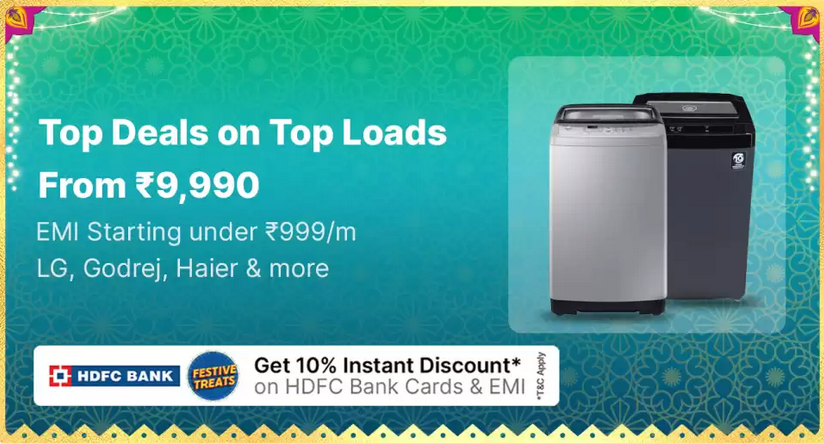 Top Deals on Top Loads
From ₹9,990
EMI Starting under ₹999/m
LG, Godrej, Haier & more
HDFC BANK
FESTIVE
TREATS
Get 10% Instant Discount*
on HDFC Bank Cards & EMI
*T&C Apply